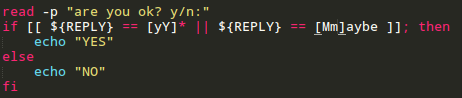 read -p "are you ok? y/n:"
if [[ ${REPLY} == [yY]* || ${REPLY} == [Mm]aybe ]]; then
    echo "YES"
else
    echo "NO"
fi